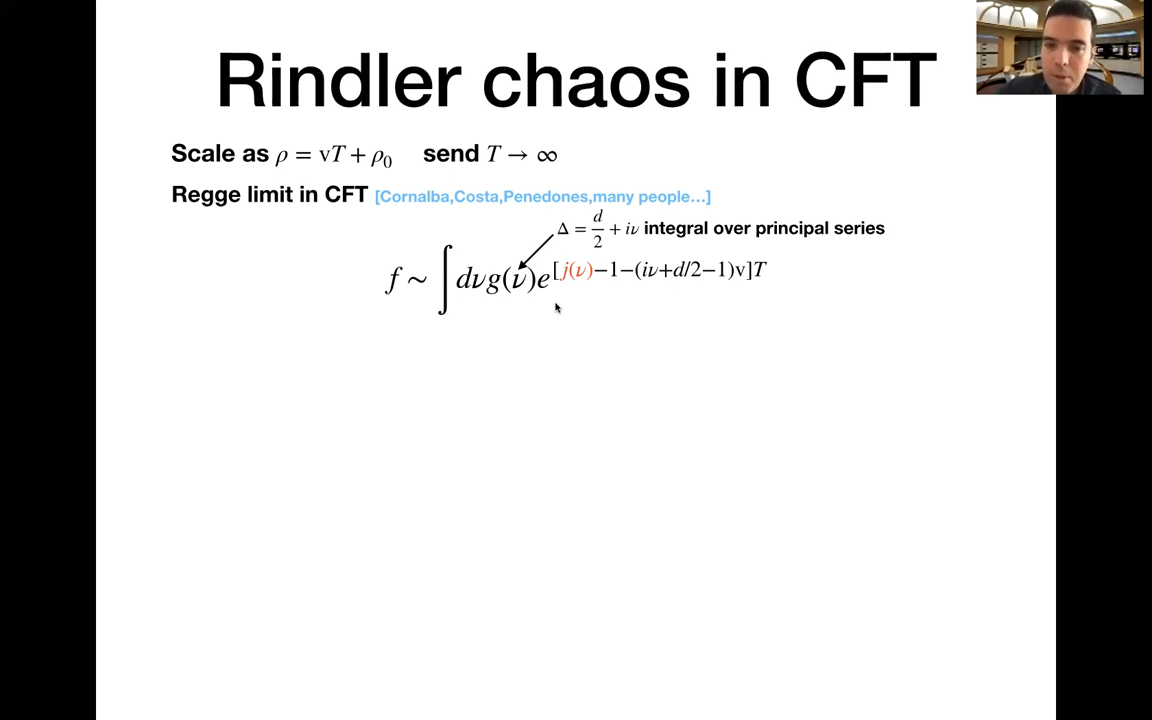 Rindler chaos in CFT
Scale as ρ = vT + ρ₀ send T → ∞
Regge limit in CFT [Cornalba,Costa,Penedones,many people…]
Δ = d/2 + iν integral over principal series
f ∼ ∫ dνg(ν)e^{[j(ν)−1−(iν+d/2−1)v]T}